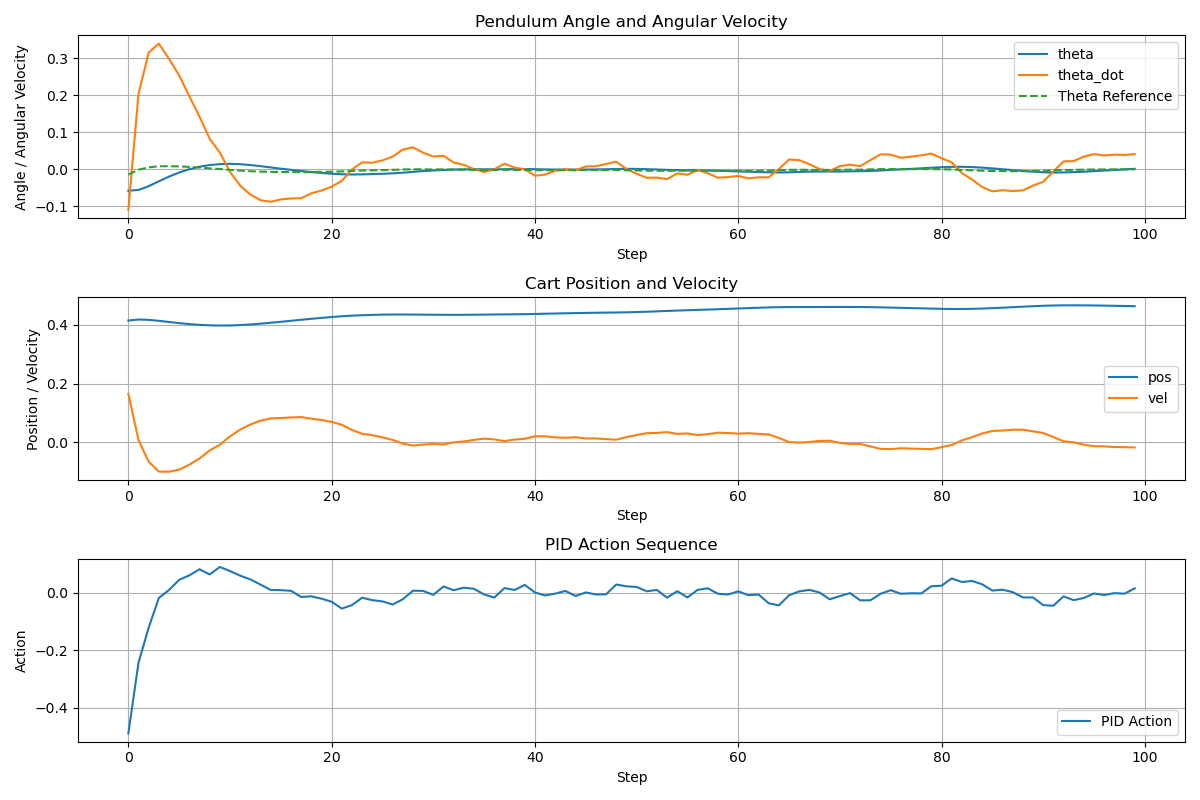 Pendulum Angle and Angular Velocity
Angle / Angular Velocity
0.3
0.2
0.1
0.0
−0.1
theta
theta_dot
Theta Reference
0 20 40 60 80 100
Step
Cart Position and Velocity
Position / Velocity
0.4
0.2
0.0
pos
vel
0 20 40 60 80 100
Step
PID Action Sequence
Action
0.0
−0.2
−0.4
PID Action
0 20 40 60 80 100
Step